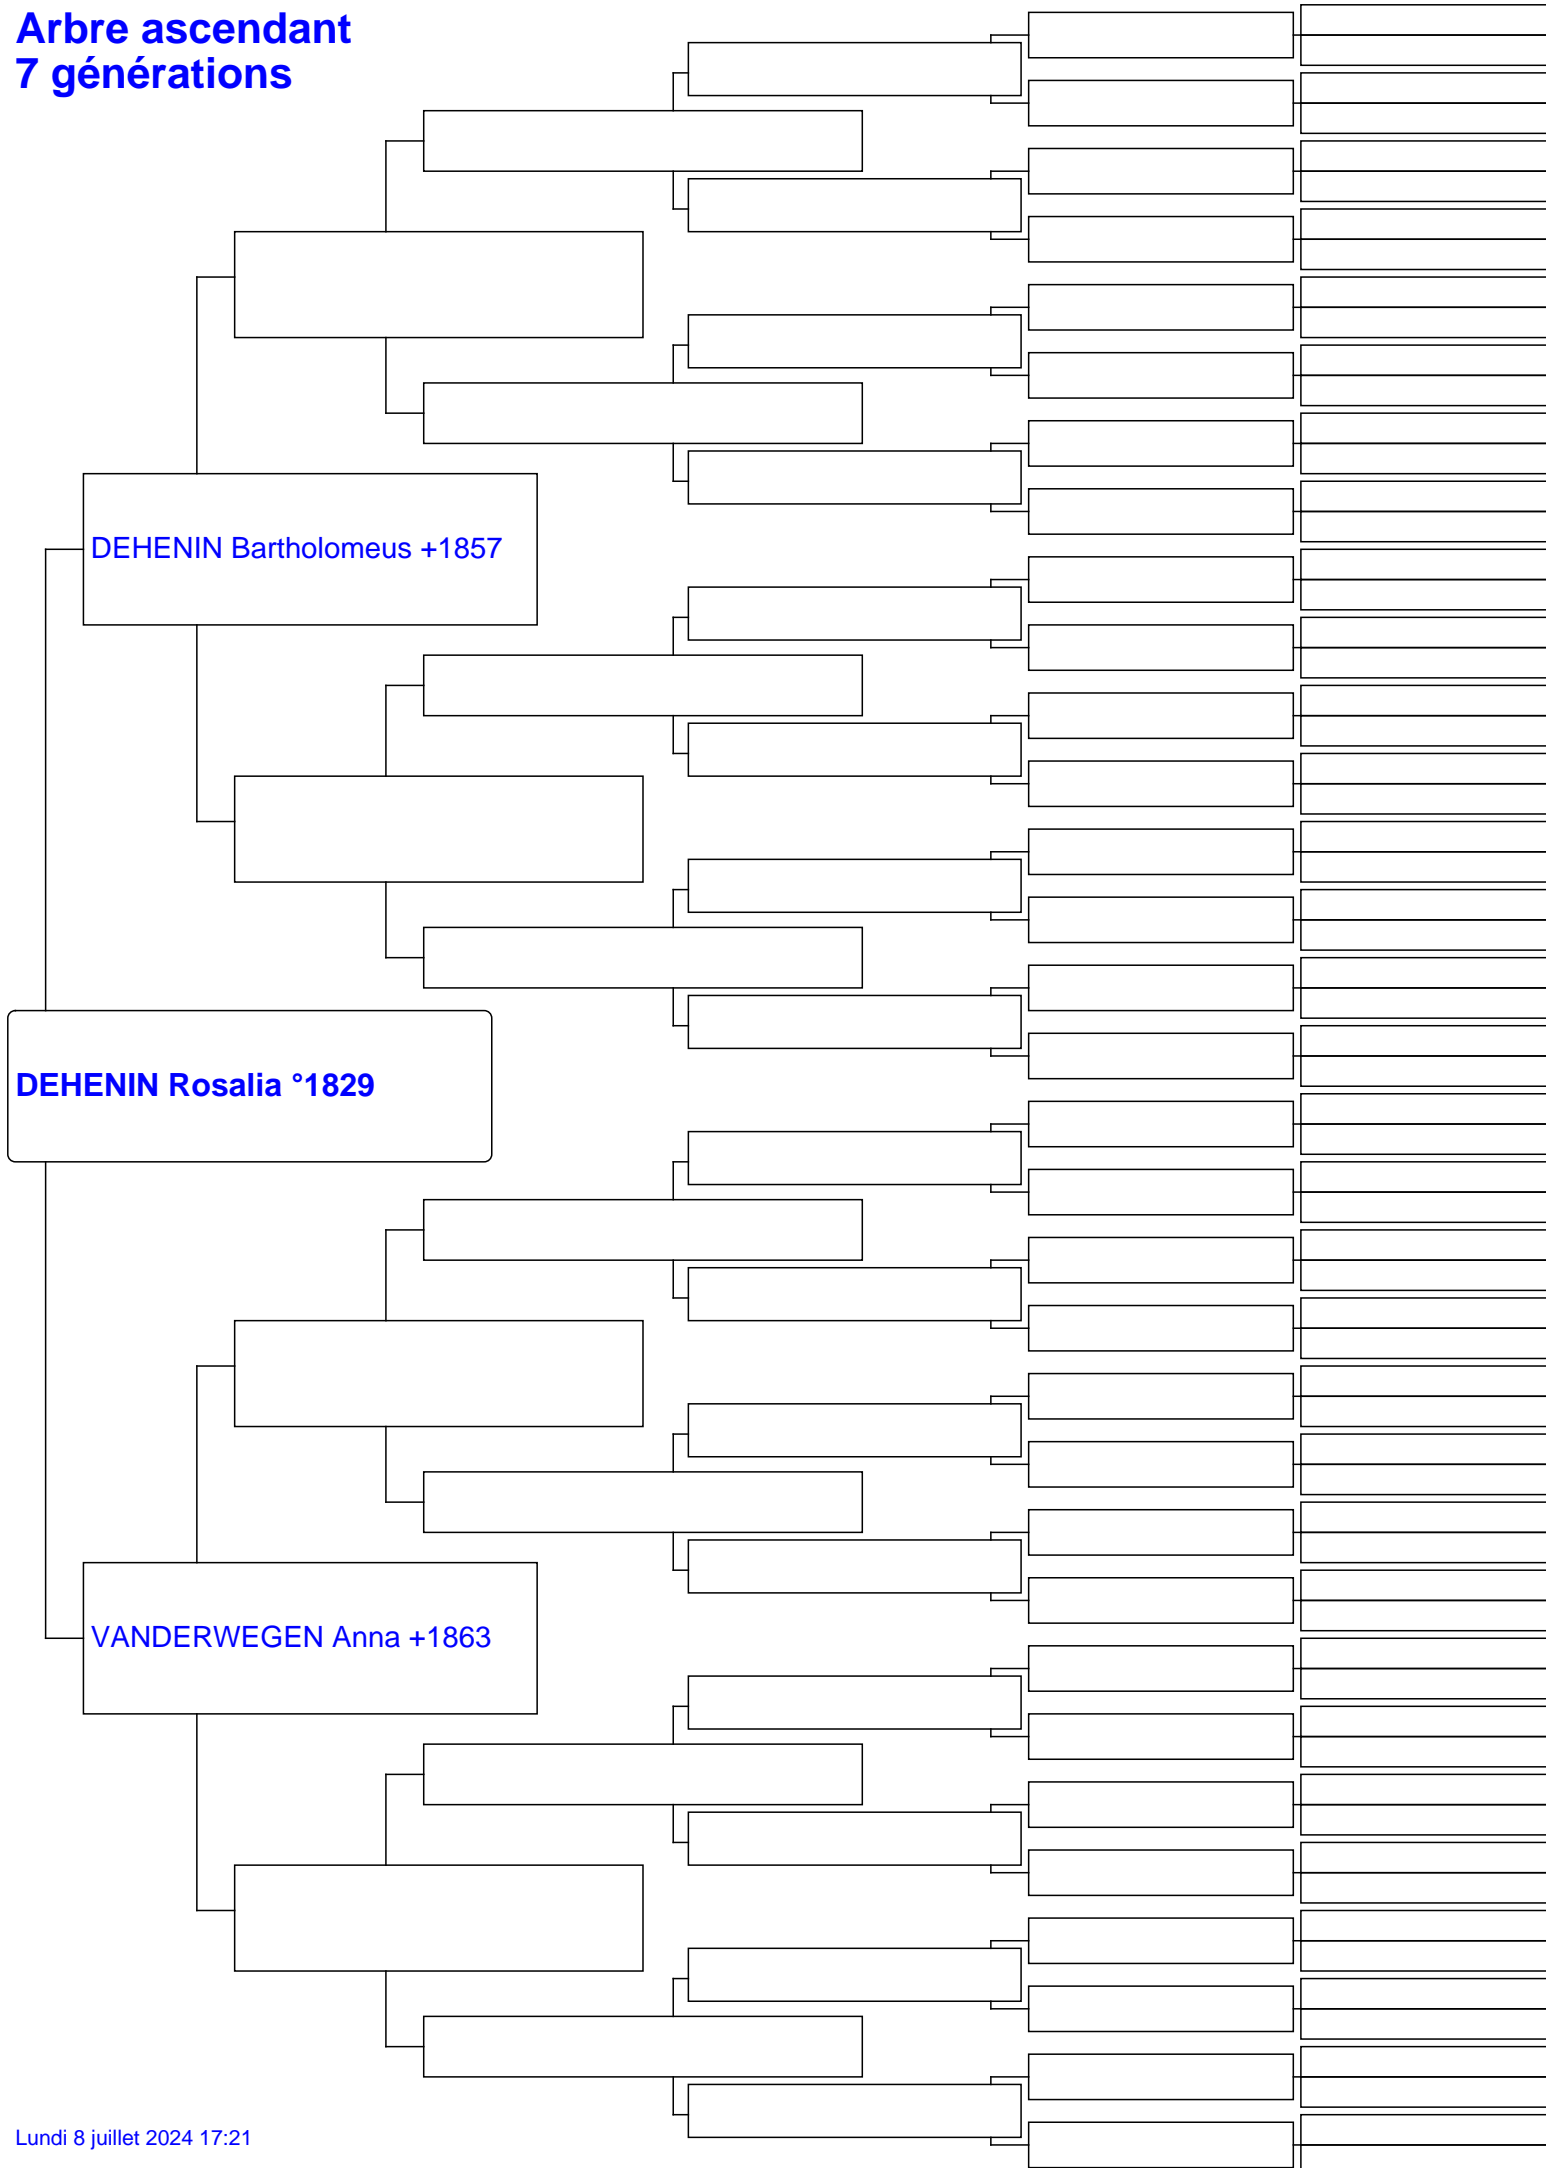 Arbre ascendant
7 générations
DEHENIN Bartholomeus +1857
DEHENIN Rosalia °1829
VANDERWEGEN Anna +1863
Lundi 8 juillet 2024 17:21